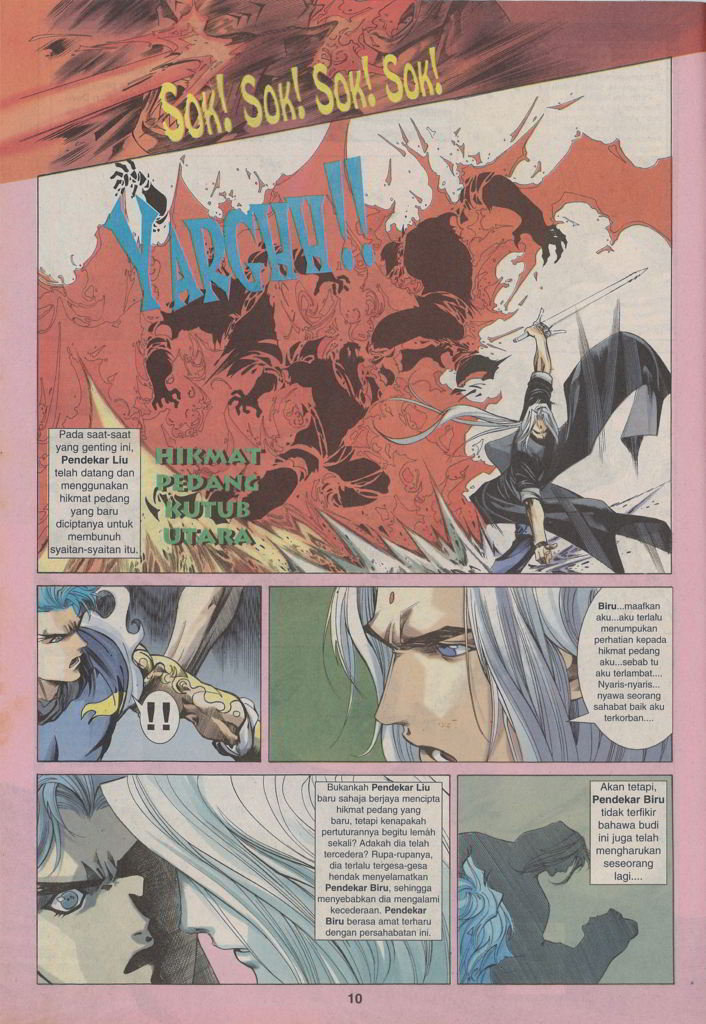 SOK! SOK! SOK! SOK!
YARGHH!!
Pada saat-saat
yang genting ini,
Pendekar Liu
telah datang dan
menggunakan
hikmat pedang
yang baru
diciptanya untuk
membunuh
syaitan-syaitan itu.
HIKMAT
PEDANG
KUTUB
UTARA
!!
Biru...maafkan
aku...aku terlalu
menumpukan
perhatian kepada
hikmat pedang
aku...sebab tu
aku terlambat....
Nyaris-nyaris...
nyawa seorang
sahabat baik aku
terkorban....
Bukankah Pendekar Liu
baru sahaja berjaya mencipta
hikmat pedang yang
baru, tetapi kenapakah
pertuturannya begitu lemah
sekali? Adakah dia telah
tercedera? Rupa-rupanya,
dia terlalu tergesa-gesa
hendak menyelamatkan
Pendekar Biru, sehingga
menyebabkan dia mengalami
kecederaan. Pendekar
Biru berasa amat terharu
dengan persahabatan ini.
Akan tetapi,
Pendekar Biru
tidak terfikir
bahawa budi
ini juga telah
mengharukan
seseorang
lagi....
10